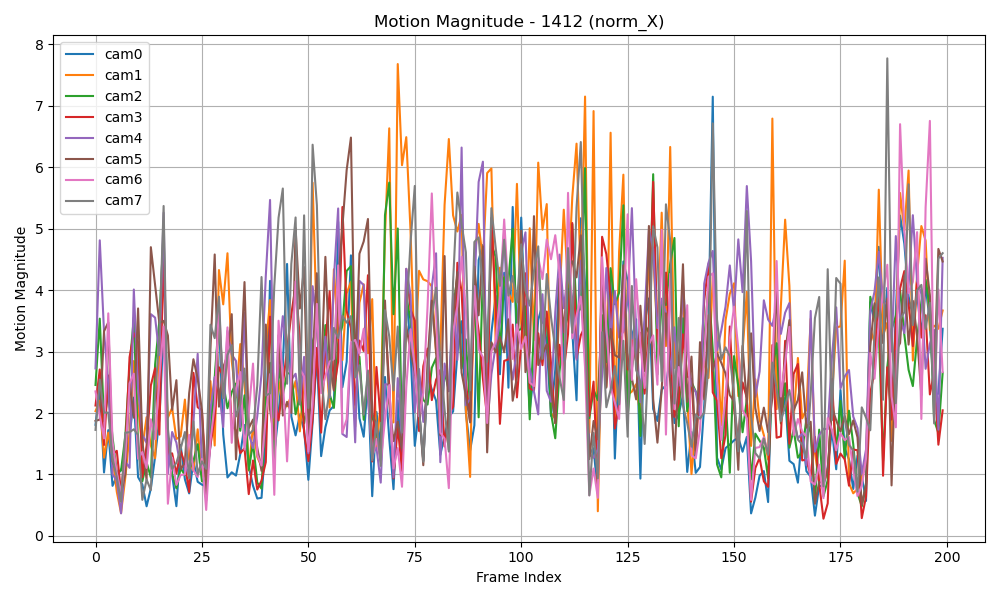 Motion Magnitude - 1412 (norm_X)
8
7
6
5
4
3
2
1
0
Motion Magnitude
cam0
cam1
cam2
cam3
cam4
cam5
cam6
cam7
0 25 50 75 100 125 150 175 200
Frame Index